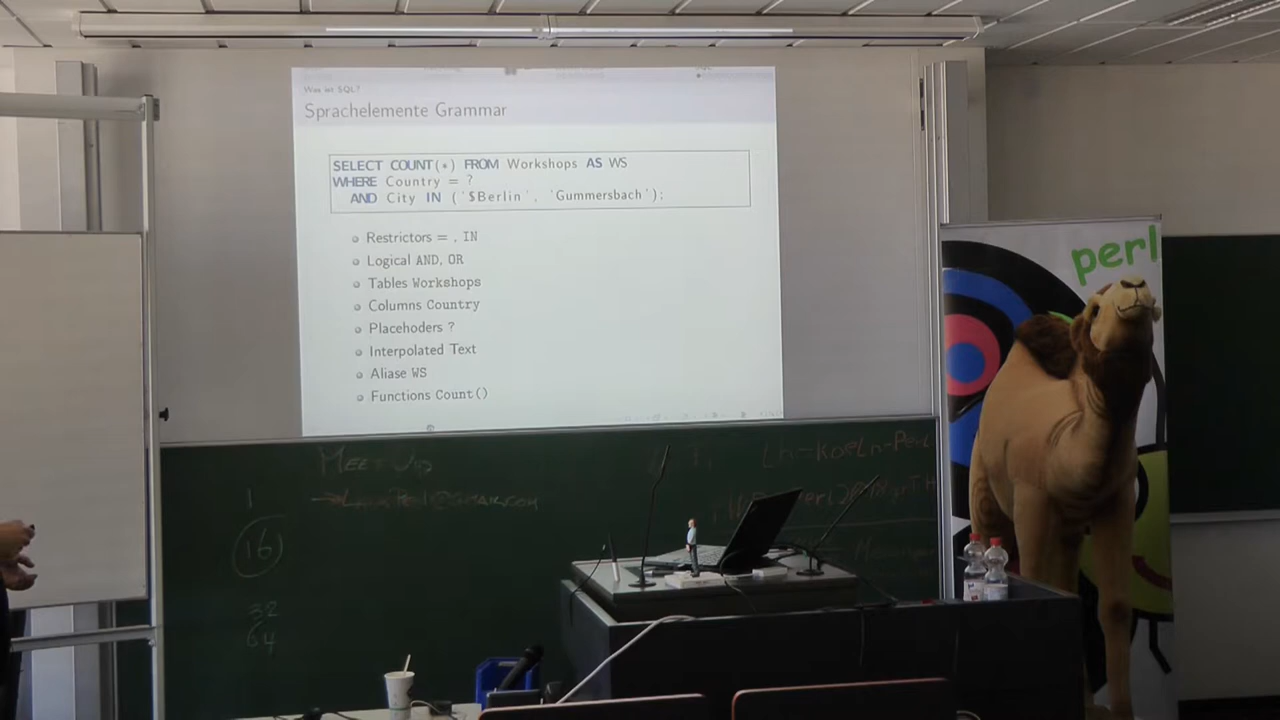 Was ist SQL?
Sprachelemente Grammar
SELECT COUNT(*) FROM Workshops AS WS
WHERE Country = ?
AND City IN ('$Berlin', 'Gummersbach');
Restrictors = , IN
Logical AND, OR
Tables Workshops
Columns Country
Placehoders ?
Interpolated Text
Aliase WS
Functions Count()
perl
1
16
32
64